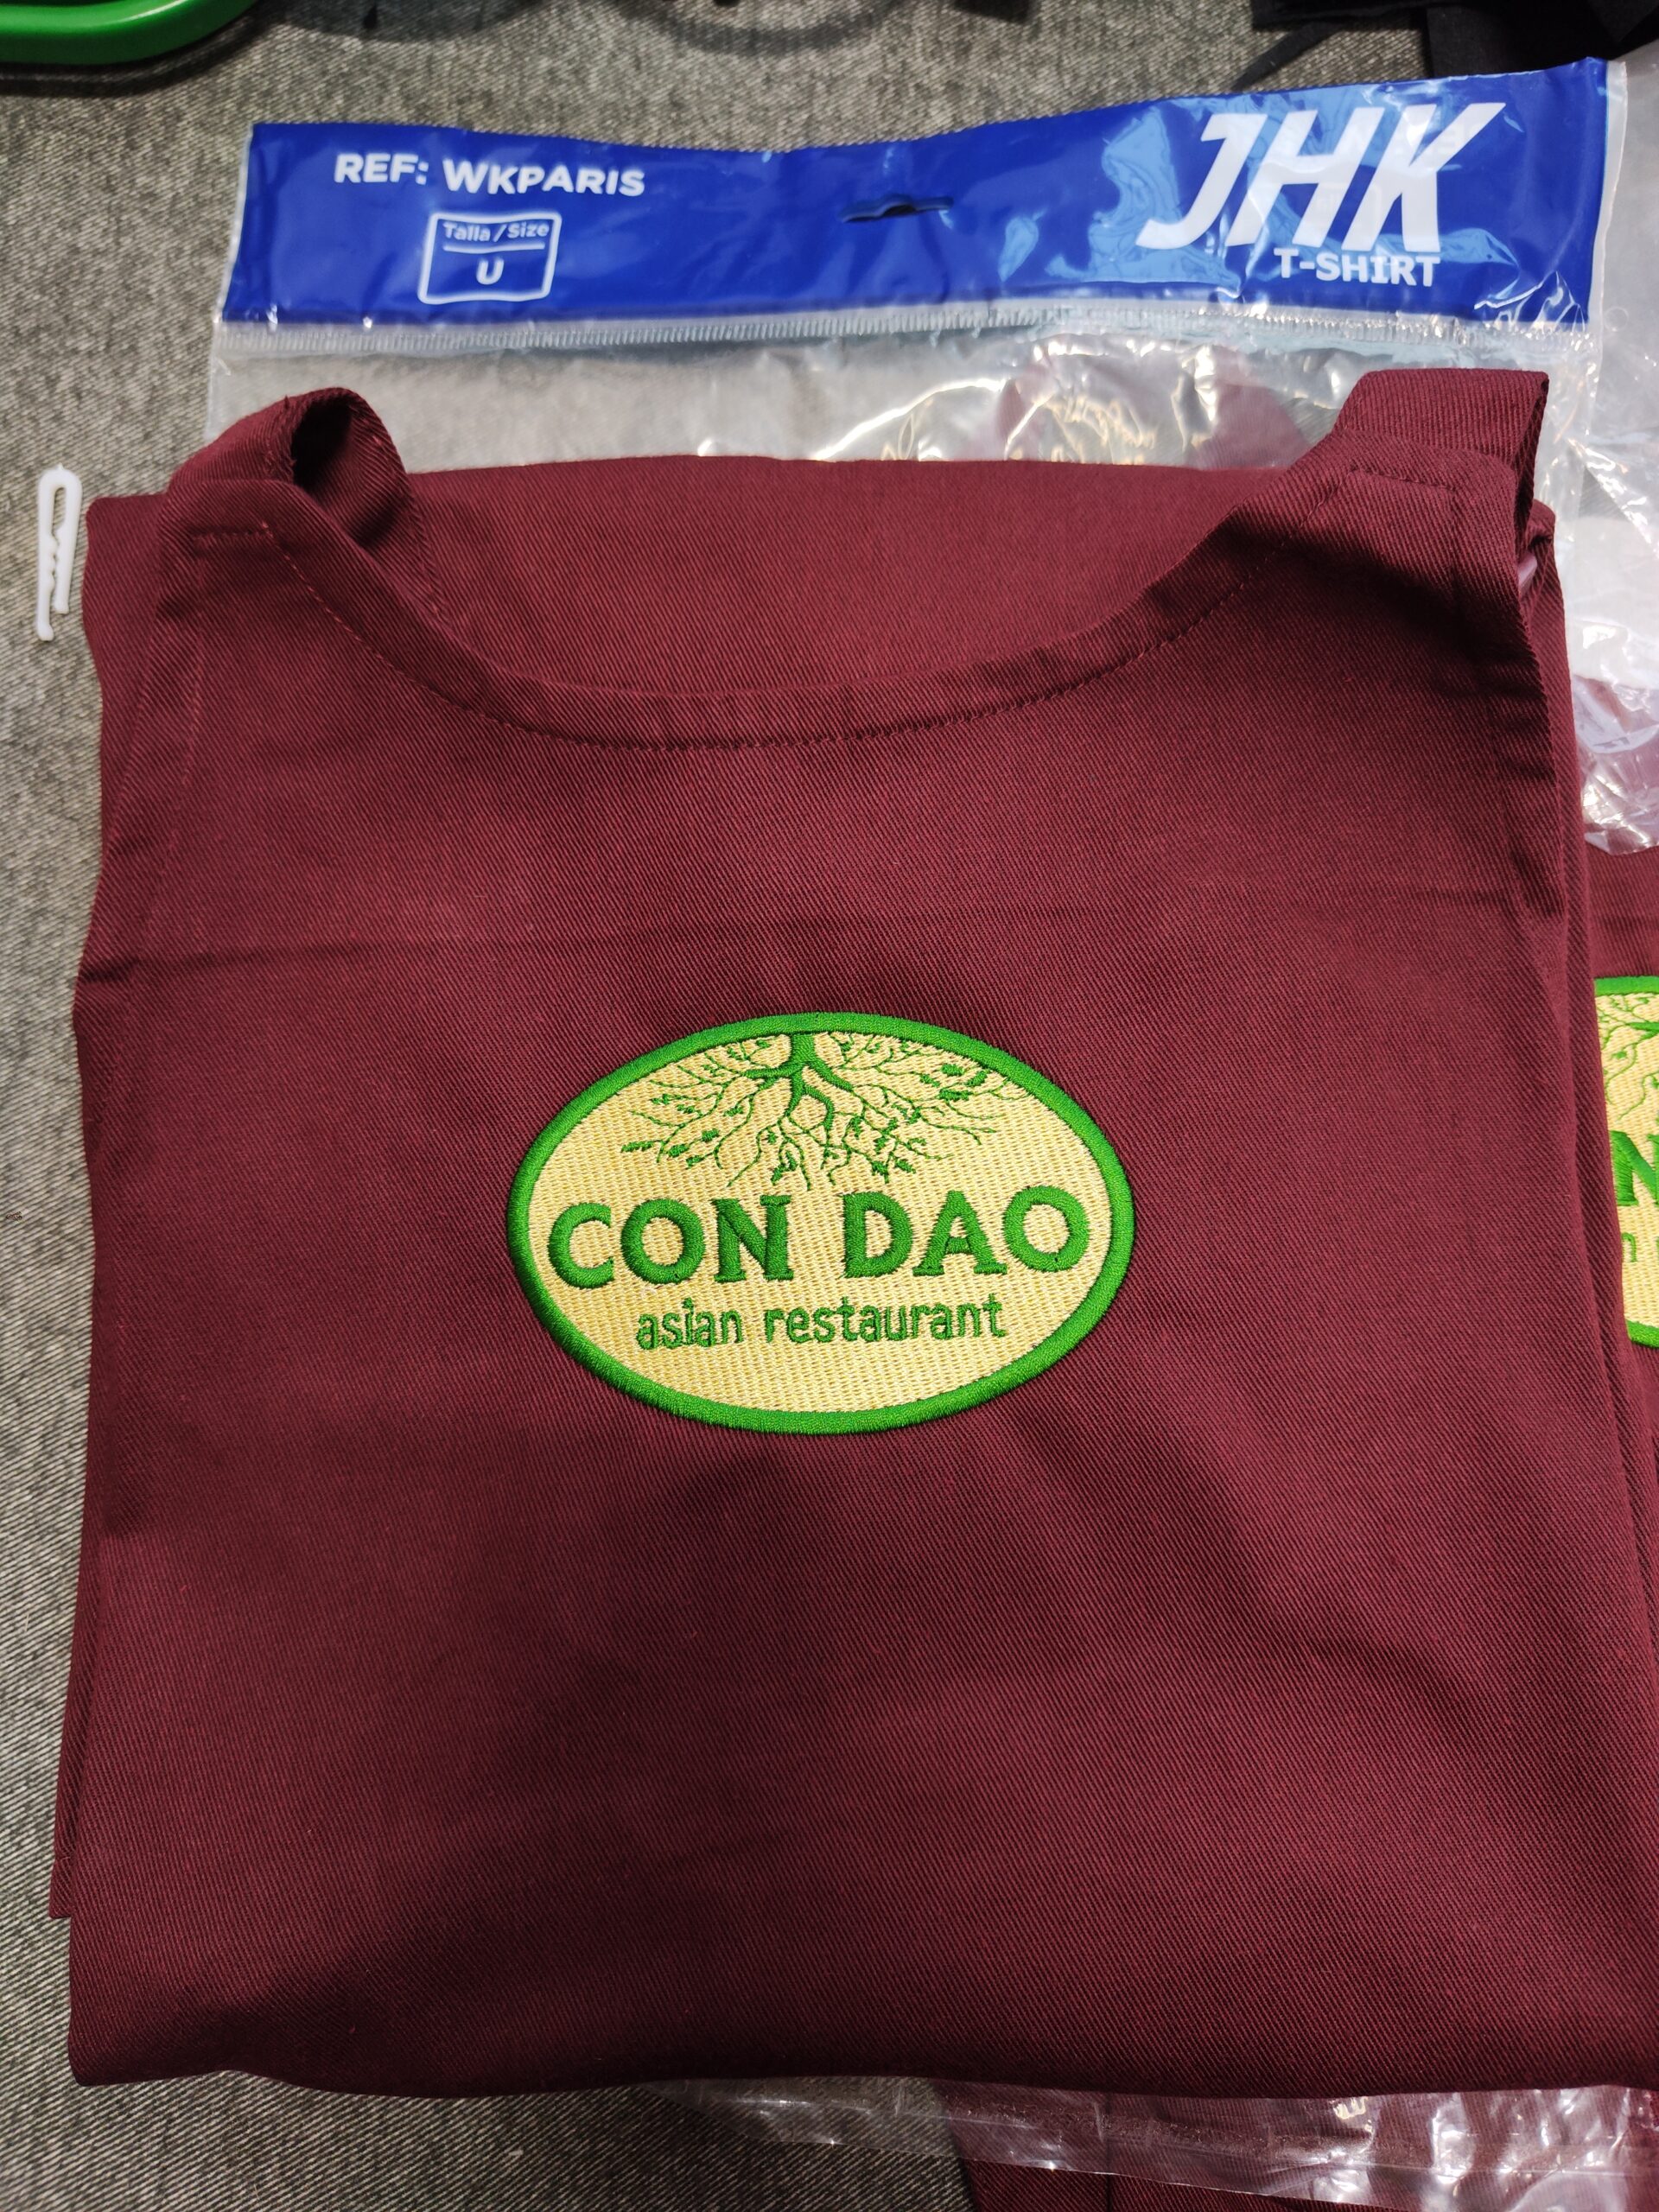 REF: WKPARIS
Talla/Size
U
JHK
T-SHIRT
CON DAO
asian restaurant
N
n